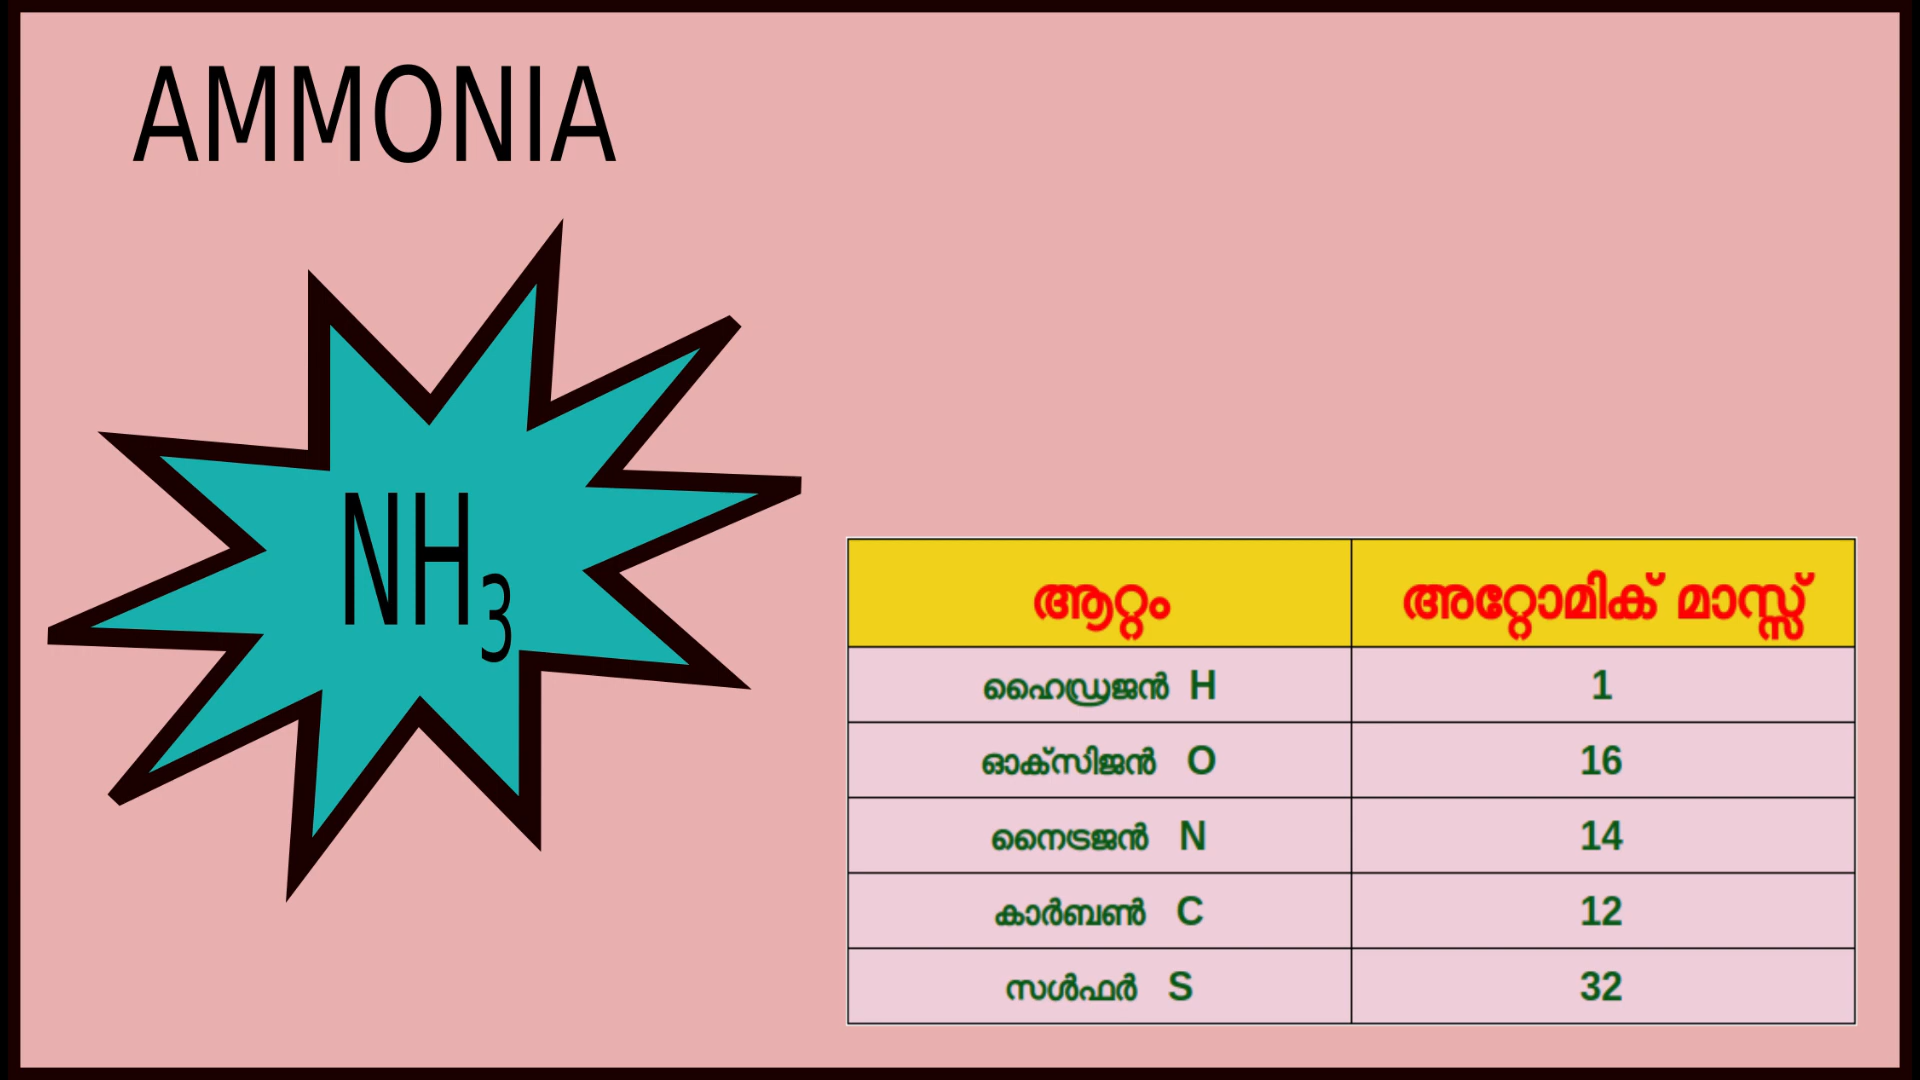 AMMONIA
NH₃
ആറ്റം അറ്റോമിക് മാസ്സ്
ഹൈഡ്രജൻ H 1
ഓക്സിജൻ O 16
നൈട്രജൻ N 14
കാർബൺ C 12
സൾഫർ S 32